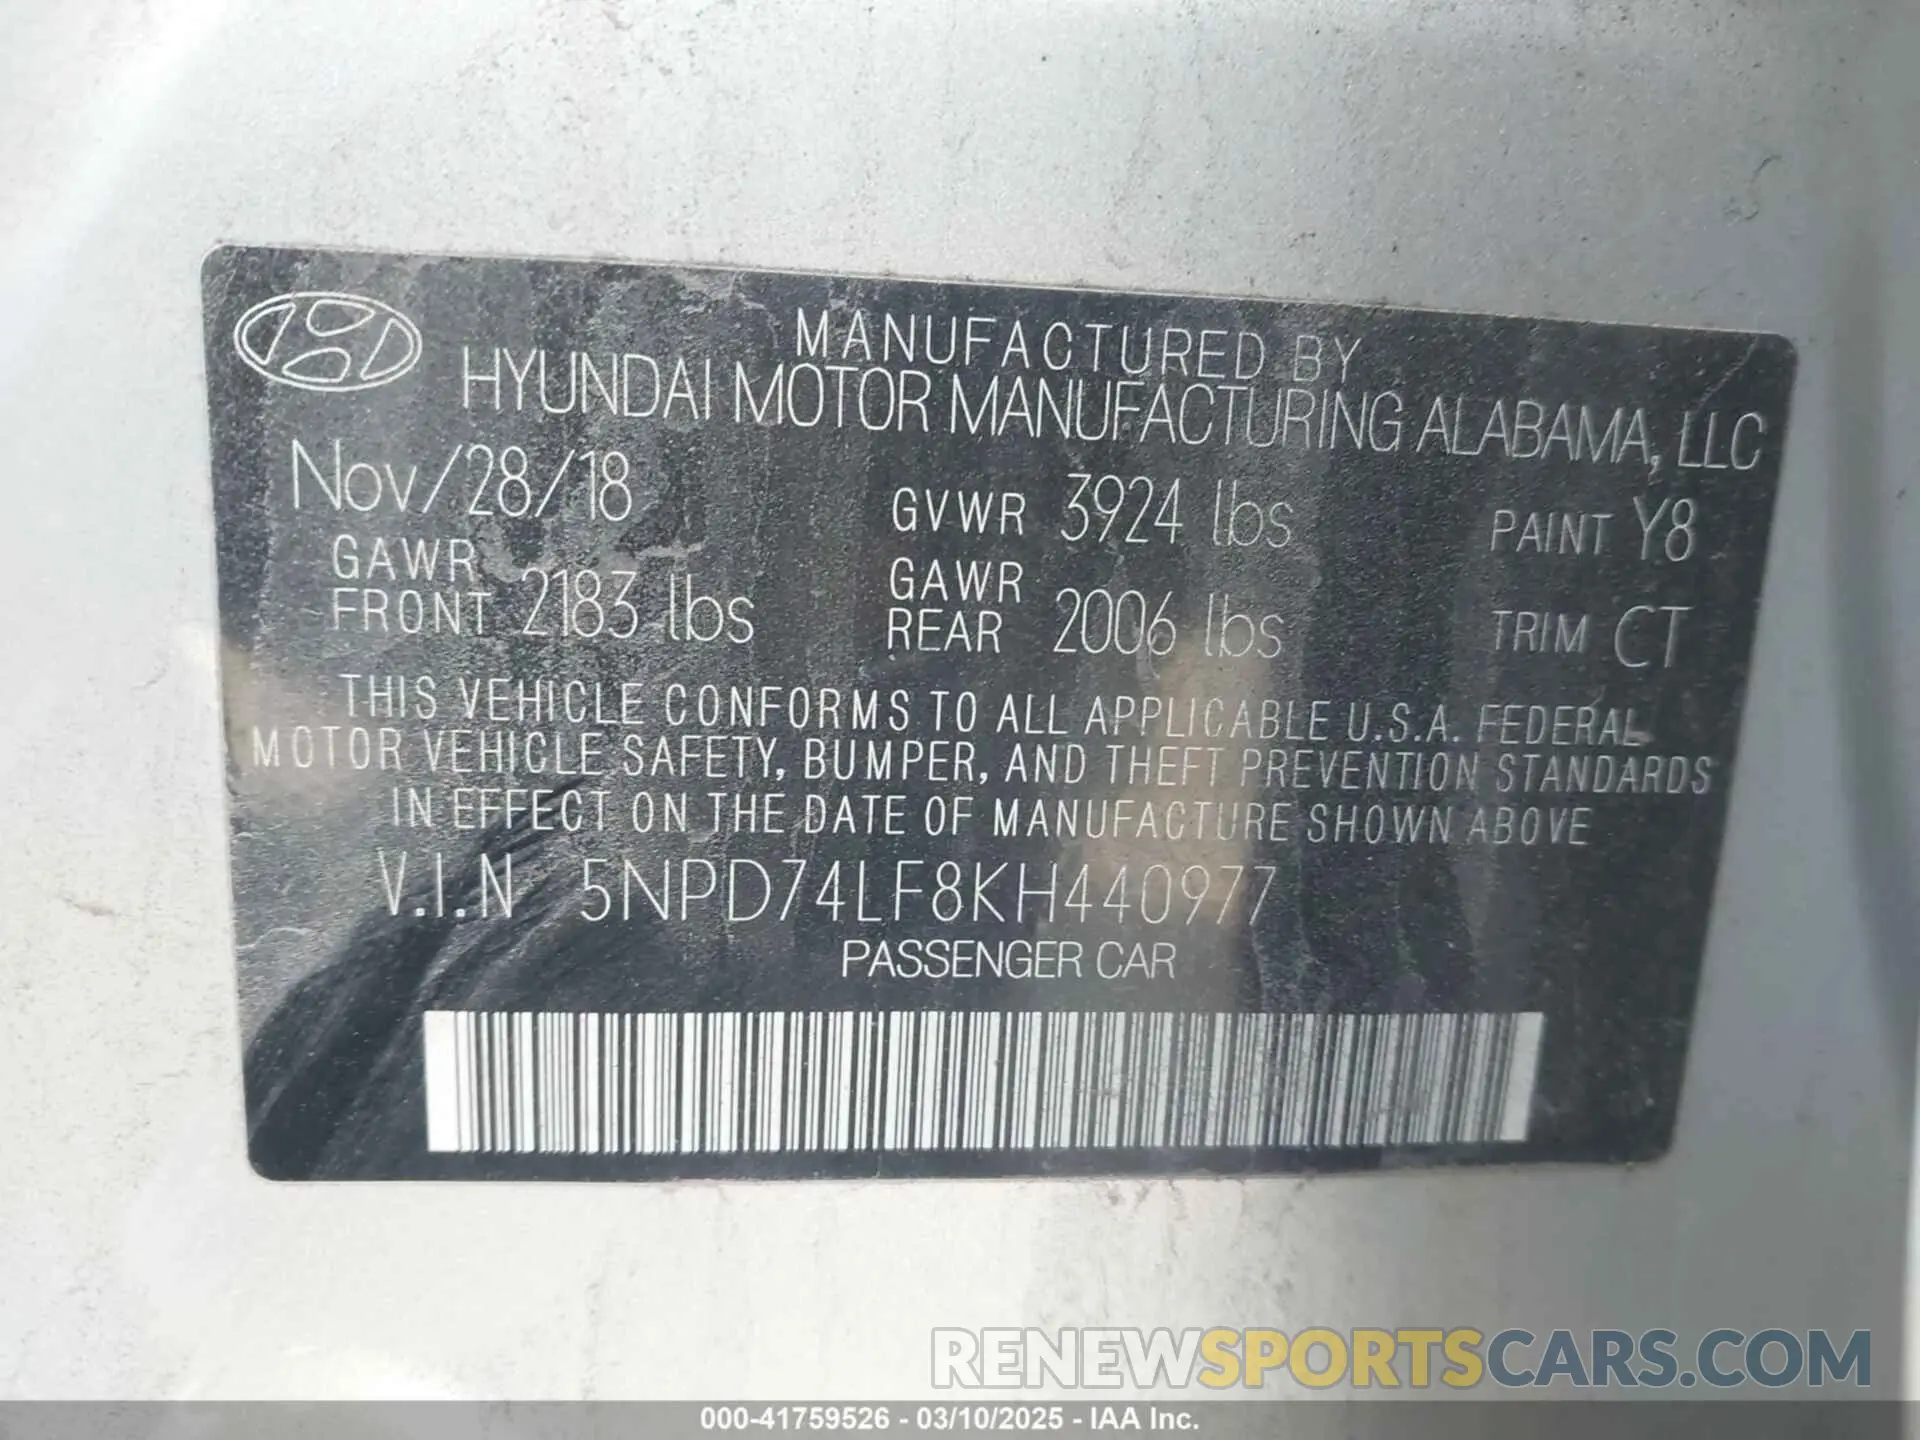 MANUFACTURED BY
HYUNDAI MOTOR MANUFACTURING ALABAMA, LLC
Nov/28/18 GVWR 3924 lbs PAINT Y8
GAWR FRONT 2183 lbs GAWR REAR 2006 lbs TRIM CT
THIS VEHICLE CONFORMS TO ALL APPLICABLE U.S.A. FEDERAL
MOTOR VEHICLE SAFETY, BUMPER, AND THEFT PREVENTION STANDARDS
IN EFFECT ON THE DATE OF MANUFACTURE SHOWN ABOVE
V.I.N 5NPD74LF8KH440977
PASSENGER CAR
RENEWSPORTSCARS.COM
000-41759526 - 03/10/2025 - IAA Inc.